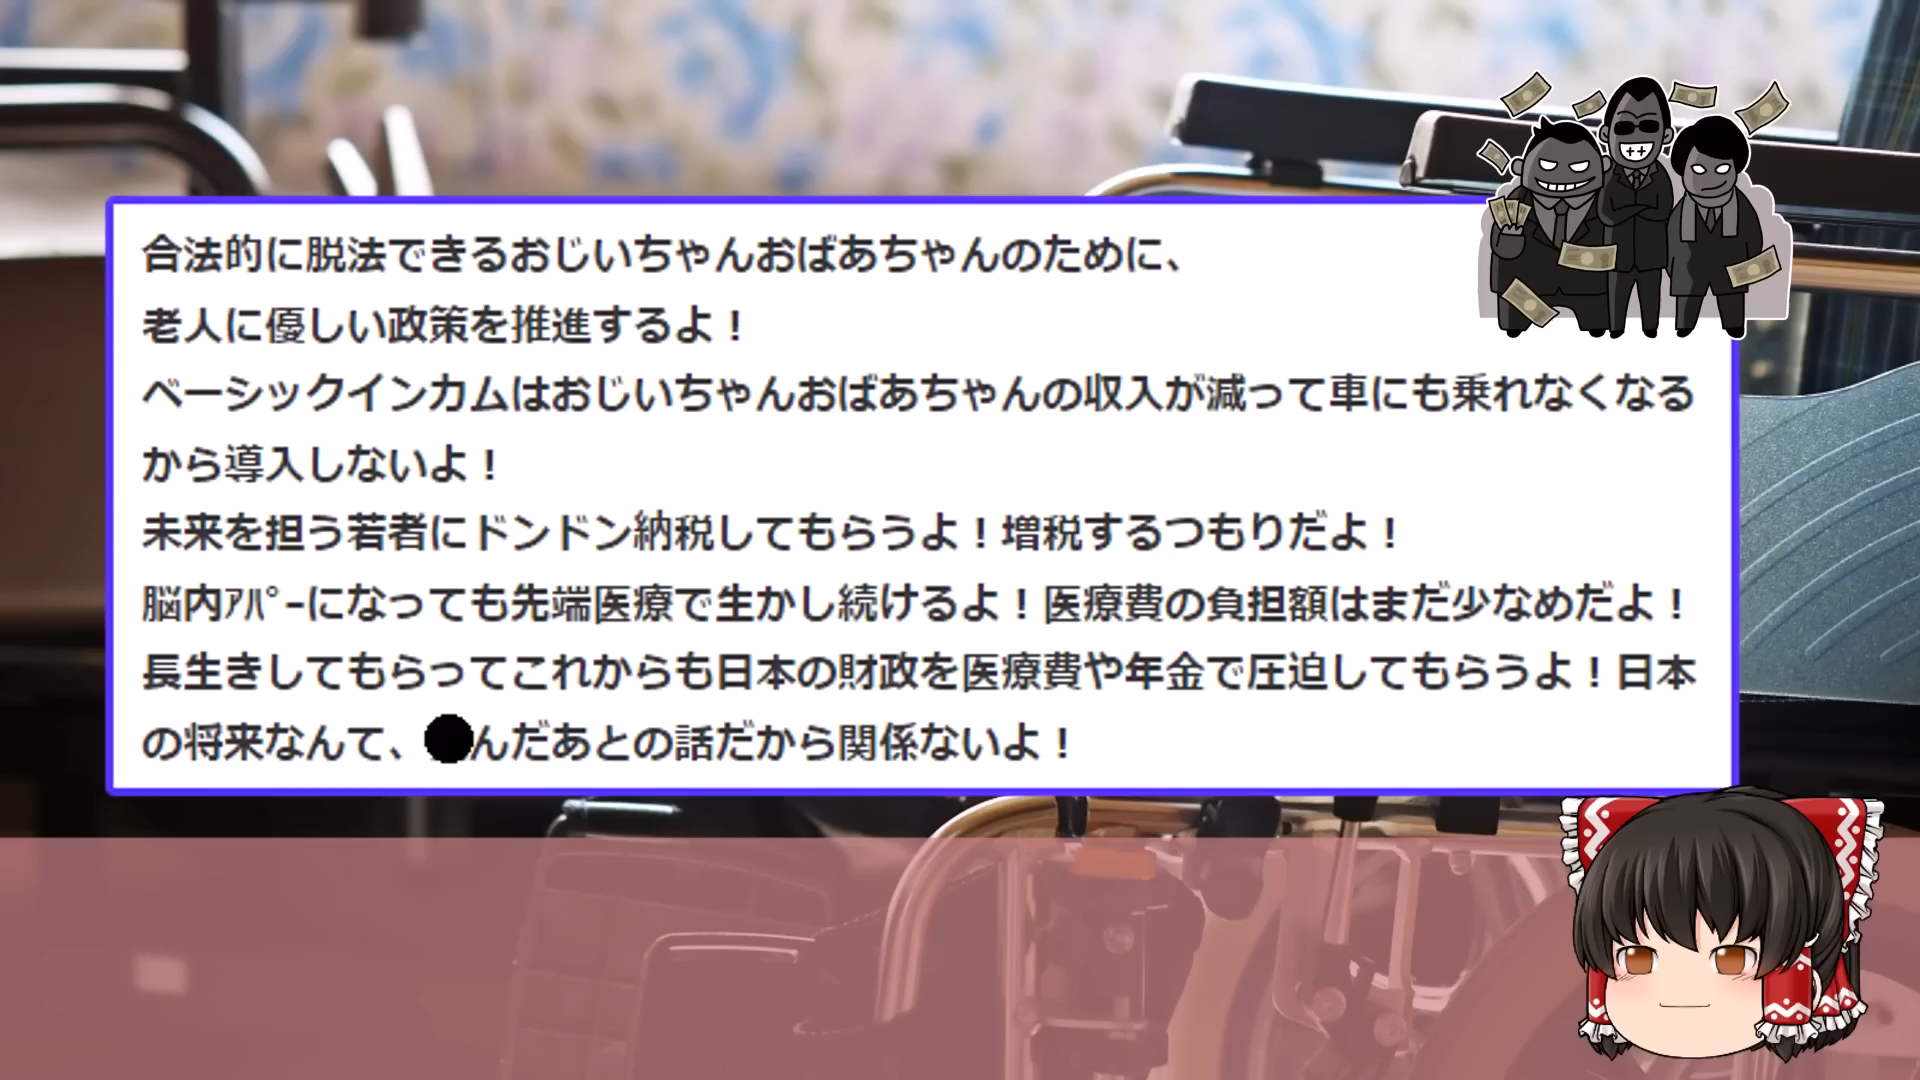 合法的に脱法できるおじいちゃんおばあちゃんのために、
老人に優しい政策を推進するよ！
ベーシックインカムはおじいちゃんおばあちゃんの収入が減って車にも乗れなくなる
から導入しないよ！
未来を担う若者にドンドン納税してもらうよ！増税するつもりだよ！
脳内ｱﾊﾟｰになっても先端医療で生かし続けるよ！医療費の負担額はまだ少なめだよ！
長生きしてもらってこれからも日本の財政を医療費や年金で圧迫してもらうよ！日本
の将来なんて、●んだあとの話だから関係ないよ！